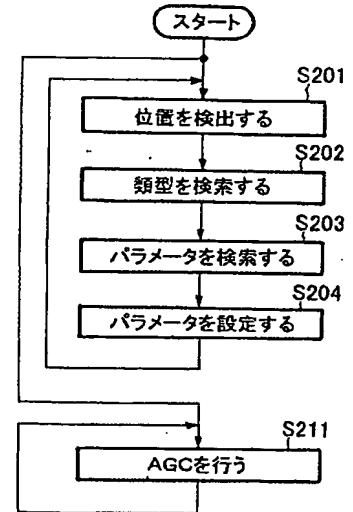 スタート
S201
位置を検出する
S202
類型を検索する
S203
パラメータを検索する
S204
パラメータを設定する
S211
AGCを行う